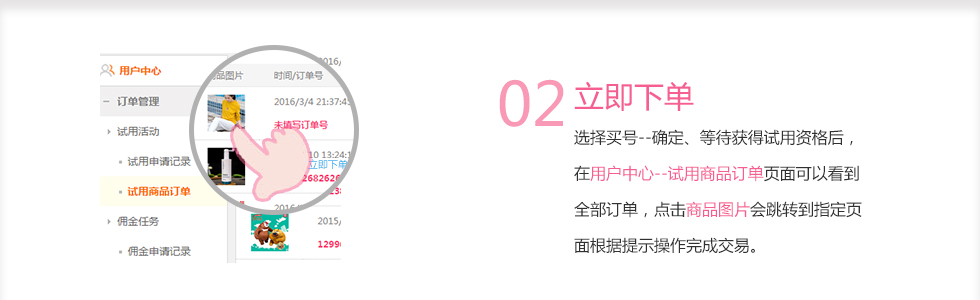 用户中心
订单管理
试用活动
试用申请记录
试用商品订单
佣金任务
佣金申请记录
2016/
商品图片
时间/订单号
2016/3/4 21:37:4
未填写订单号
10 13:24:1
立即下单
2682626
238
2016
2015/
1299
02 立即下单
选择买号--确定、等待获得试用资格后，
在用户中心--试用商品订单页面可以看到
全部订单，点击商品图片会跳转到指定页
面根据提示操作完成交易。